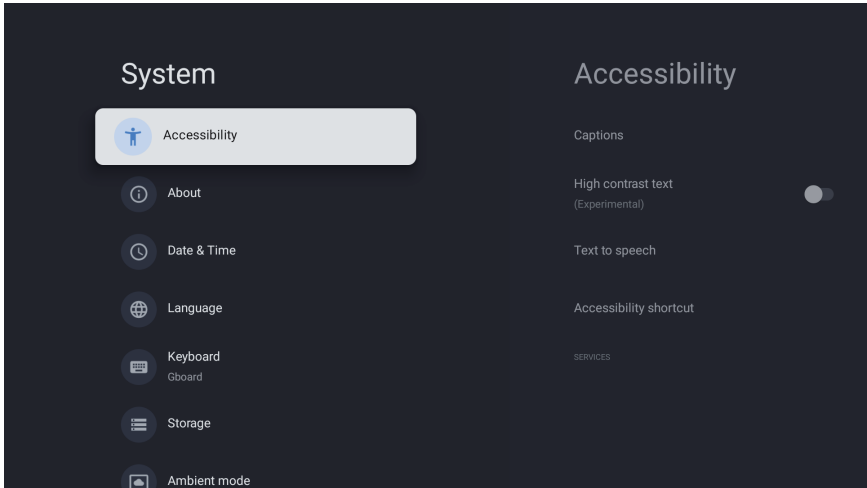 System
Accessibility
About
Date & Time
Language
Keyboard
Gboard
Storage
Ambient mode
Accessibility
Captions
High contrast text
(Experimental)
Text to speech
Accessibility shortcut
SERVICES